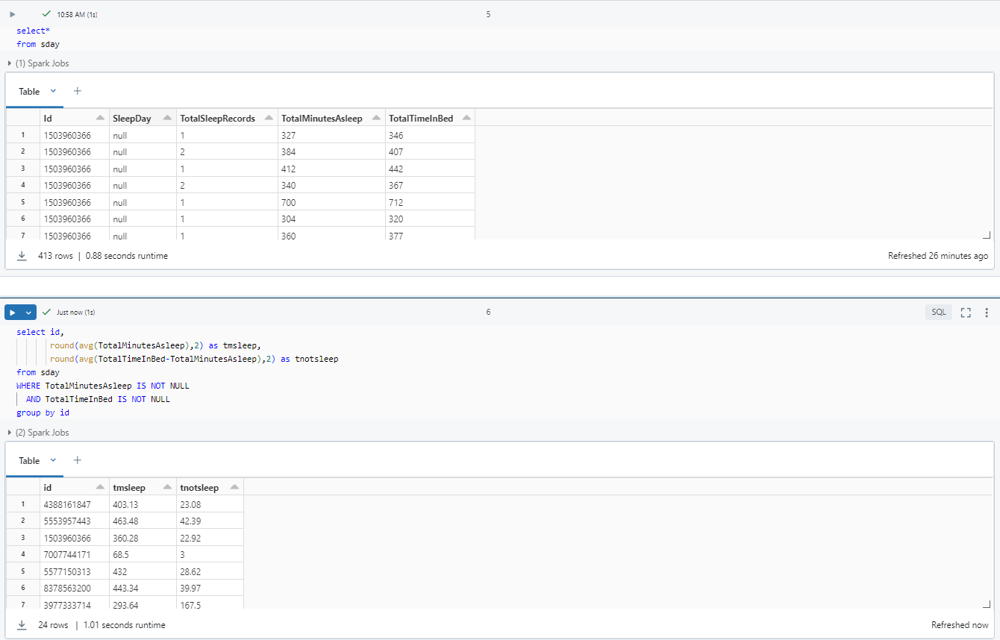 10:58 AM (1s)
5
select*
from sday
(1) Spark Jobs
Table +
Id SleepDay TotalSleepRecords TotalMinutesAsleep TotalTimeInBed
1 1503960366 null 1 327 346
2 1503960366 null 2 384 407
3 1503960366 null 1 412 442
4 1503960366 null 2 340 367
5 1503960366 null 1 700 712
6 1503960366 null 1 304 320
7 1503960366 null 1 360 377
413 rows | 0.88 seconds runtime
Refreshed 26 minutes ago
Just now (1s)
6
SQL
select id,
round(avg(TotalMinutesAsleep),2) as tmsleep,
round(avg(TotalTimeInBed-TotalMinutesAsleep),2) as tnotsleep
from sday
WHERE TotalMinutesAsleep IS NOT NULL
AND TotalTimeInBed IS NOT NULL
group by id
(2) Spark Jobs
Table +
id tmsleep tnotsleep
1 4388161847 403.13 23.08
2 5553957443 463.48 42.39
3 1503960366 360.28 22.92
4 7007744171 68.5 3
5 5577150313 432 28.62
6 8378563200 443.34 39.97
7 3977333714 293.64 167.5
24 rows | 1.01 seconds runtime
Refreshed now